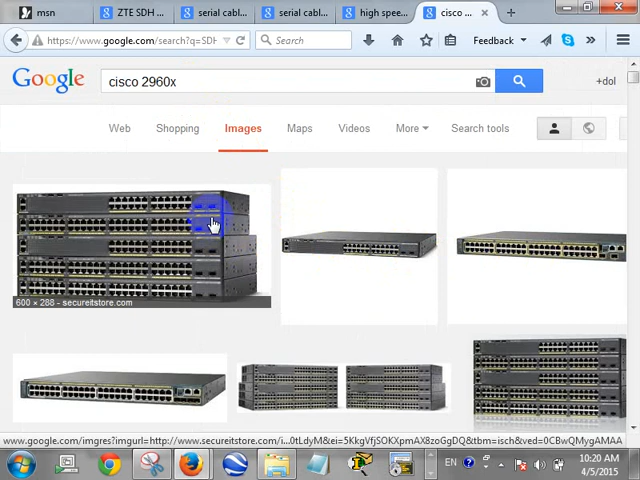 msn
ZTE SDH ...
serial cabl...
serial cabl...
high spee...
cisco ...
https://www.google.com/search?q=SDH
Search
Feedback
Google
cisco 2960x
+dol
Web
Shopping
Images
Maps
Videos
More
Search tools
600 × 288 - secureitstore.com
www.google.com/imgres?imgurl=http://www.secureitstore.com/i...0tLdyM&ei=5KkgVfjSOKXpmAX8zoGgDQ&tbm=isch&ved=0CBwQMygAMAA
EN
10:20 AM
4/5/2015